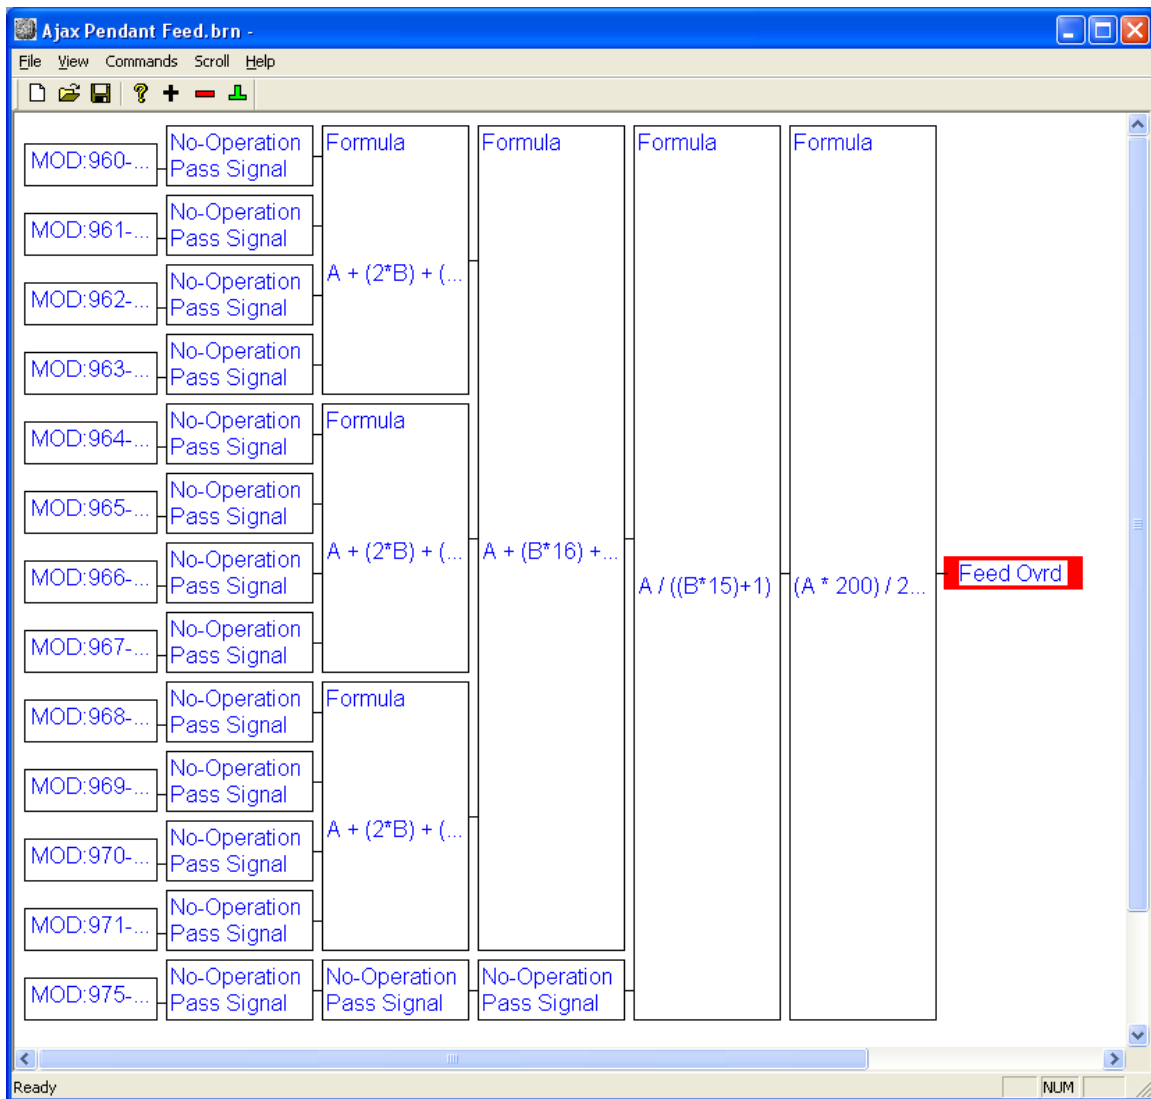 Ajax Pendant Feed.brn -
File View Commands Scroll Help
MOD:960-...
No-Operation
Pass Signal
Formula
A + (2*B) + (...
Formula
A + (B*16) +...
Formula
A / ((B*15)+1)
Formula
(A * 200) / 2...
Feed Ovrd
MOD:961-...
No-Operation
Pass Signal
MOD:962-...
No-Operation
Pass Signal
MOD:963-...
No-Operation
Pass Signal
MOD:964-...
No-Operation
Pass Signal
Formula
A + (2*B) + (...
MOD:965-...
No-Operation
Pass Signal
MOD:966-...
No-Operation
Pass Signal
MOD:967-...
No-Operation
Pass Signal
MOD:968-...
No-Operation
Pass Signal
Formula
A + (2*B) + (...
MOD:969-...
No-Operation
Pass Signal
MOD:970-...
No-Operation
Pass Signal
MOD:971-...
No-Operation
Pass Signal
MOD:975-...
No-Operation
Pass Signal
No-Operation
Pass Signal
No-Operation
Pass Signal
Ready
NUM